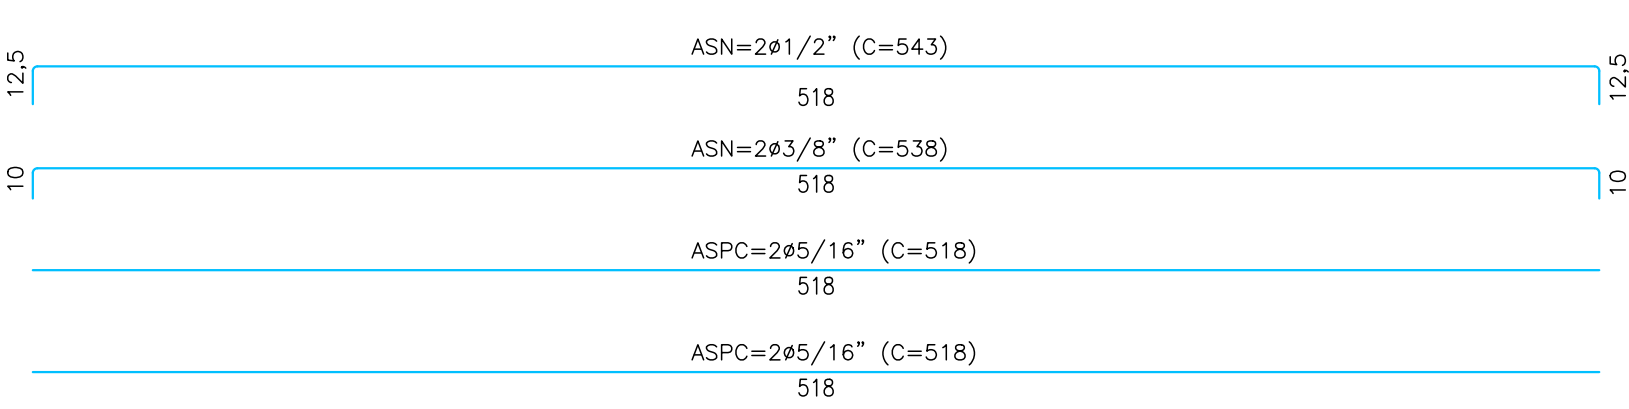 ASN=2ø1/2” (C=543)
12,5
12,5
518
ASN=2ø3/8” (C=538)
10
10
518
ASPC=2ø5/16” (C=518)
518
ASPC=2ø5/16” (C=518)
518